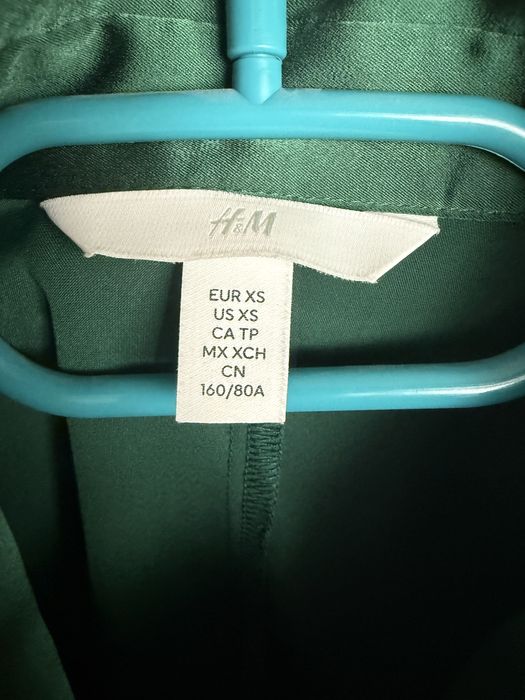 H&M
EUR XS
US XS
CA TP
MX XCH
CN
160/80A